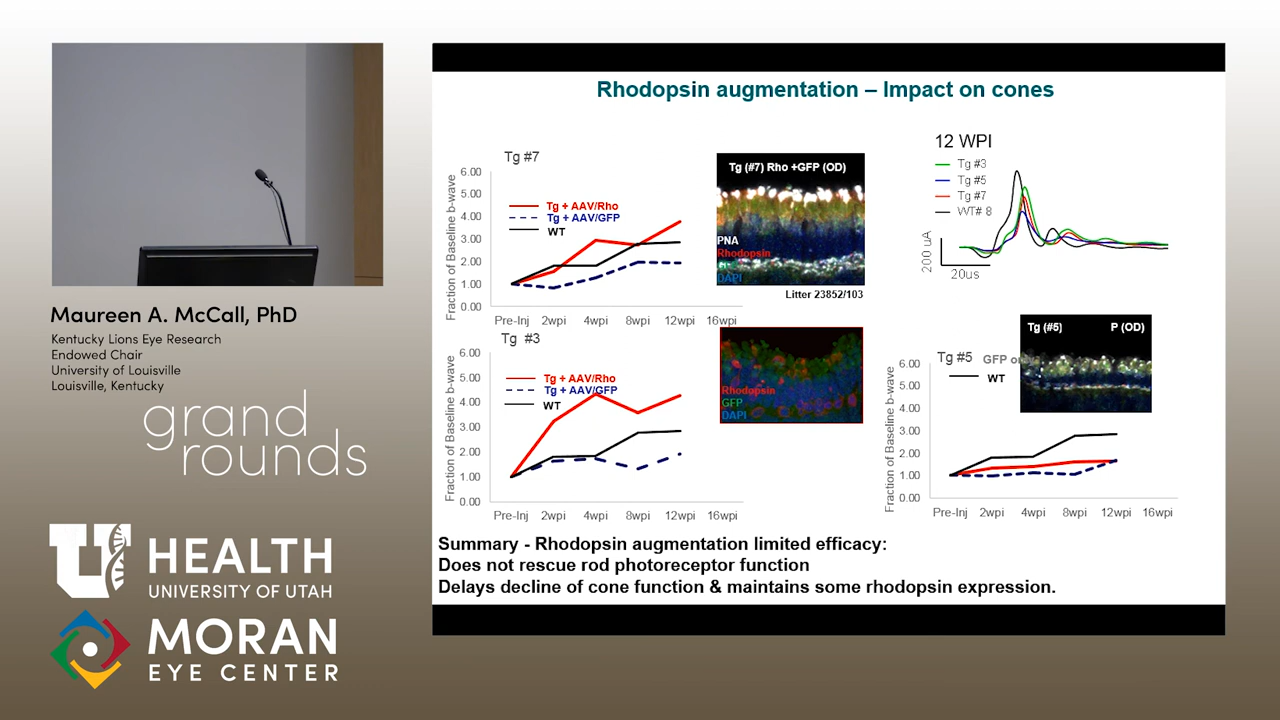 Rhodopsin augmentation – Impact on cones
Tg #7
6.00
5.00
4.00
3.00
2.00
1.00
0.00
Fraction of Baseline b-wave
Tg + AAV/Rho
Tg + AAV/GFP
WT
Pre-Inj 2wpi 4wpi 8wpi 12wpi 16wpi
Tg (#7) Rho +GFP (OD)
PNA
Rhodopsin
DAPI
Litter 23852/103
12 WPI
Tg #3
Tg #5
Tg #7
WT# 8
200 uA
20us
Tg #3
6.00
5.00
4.00
3.00
2.00
1.00
0.00
Fraction of Baseline b-wave
Tg + AAV/Rho
Tg + AAV/GFP
WT
Pre-Inj 2wpi 4wpi 8wpi 12wpi 16wpi
Rhodopsin
GFP
DAPI
Tg #5
GFP
WT
Tg (#5) P (OD)
6.00
5.00
4.00
3.00
2.00
1.00
0.00
Fraction of Baseline b-wave
Pre-Inj 2wpi 4wpi 8wpi 12wpi 16wpi
Summary - Rhodopsin augmentation limited efficacy:
Does not rescue rod photoreceptor function
Delays decline of cone function & maintains some rhodopsin expression.
Maureen A. McCall, PhD
Kentucky Lions Eye Research
Endowed Chair
University of Louisville
Louisville, Kentucky
grand
rounds
U HEALTH
UNIVERSITY OF UTAH
MORAN
EYE CENTER